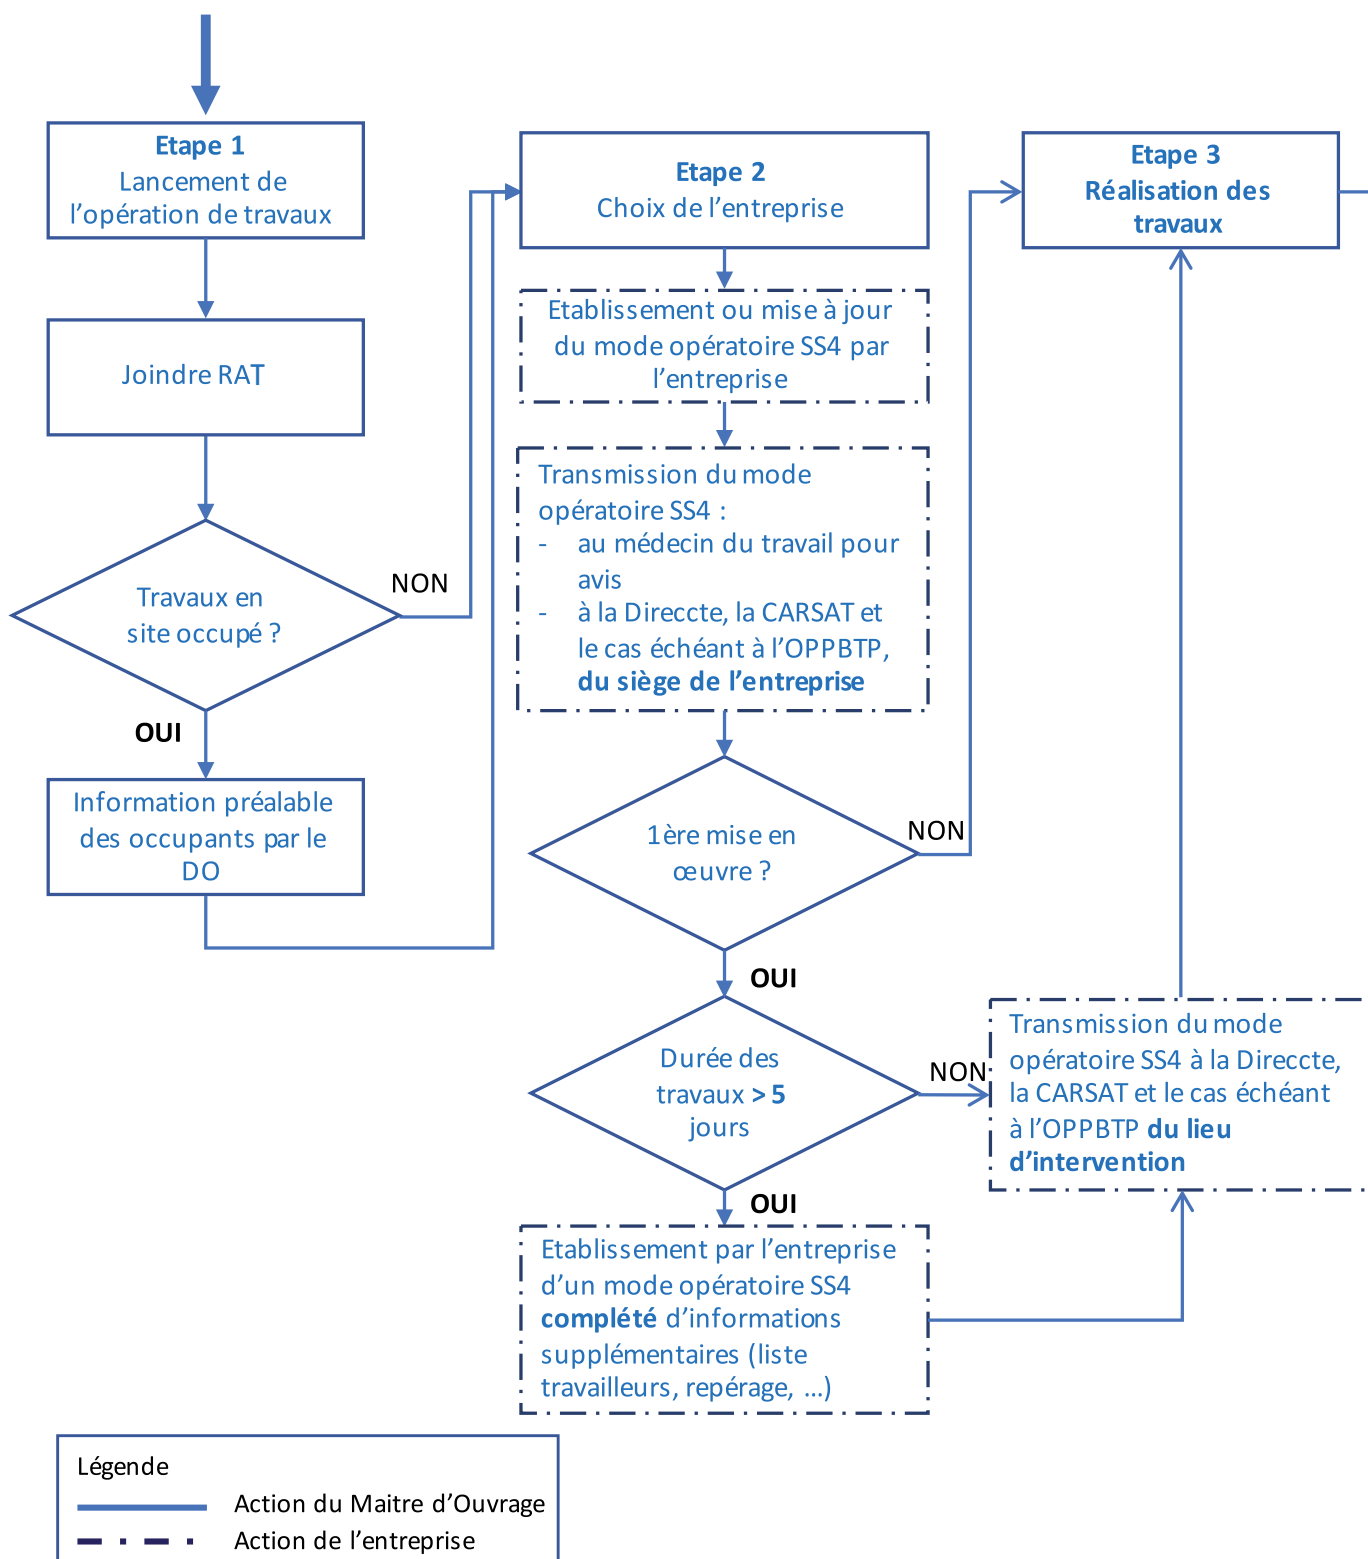 Etape 1
Lancement de
l'opération de travaux
Joindre RAT
Travaux en
site occupé ?
NON
OUI
Information préalable
des occupants par le
DO
Etape 2
Choix de l'entreprise
Etablissement ou mise à jour
du mode opératoire SS4 par
l'entreprise
Transmission du mode
opératoire SS4 :
- au médecin du travail pour
avis
- à la Direccte, la CARSAT et
le cas échéant à l'OPPBTP,
du siège de l'entreprise
1ère mise en
œuvre ?
NON
OUI
Durée des
travaux > 5
jours
NON
OUI
Etablissement par l'entreprise
d'un mode opératoire SS4
complété d'informations
supplémentaires (liste
travailleurs, repérage, …)
Etape 3
Réalisation des
travaux
Transmission du mode
opératoire SS4 à la Direccte,
la CARSAT et le cas échéant
à l'OPPBTP du lieu
d'intervention
Légende
Action du Maitre d'Ouvrage
Action de l'entreprise